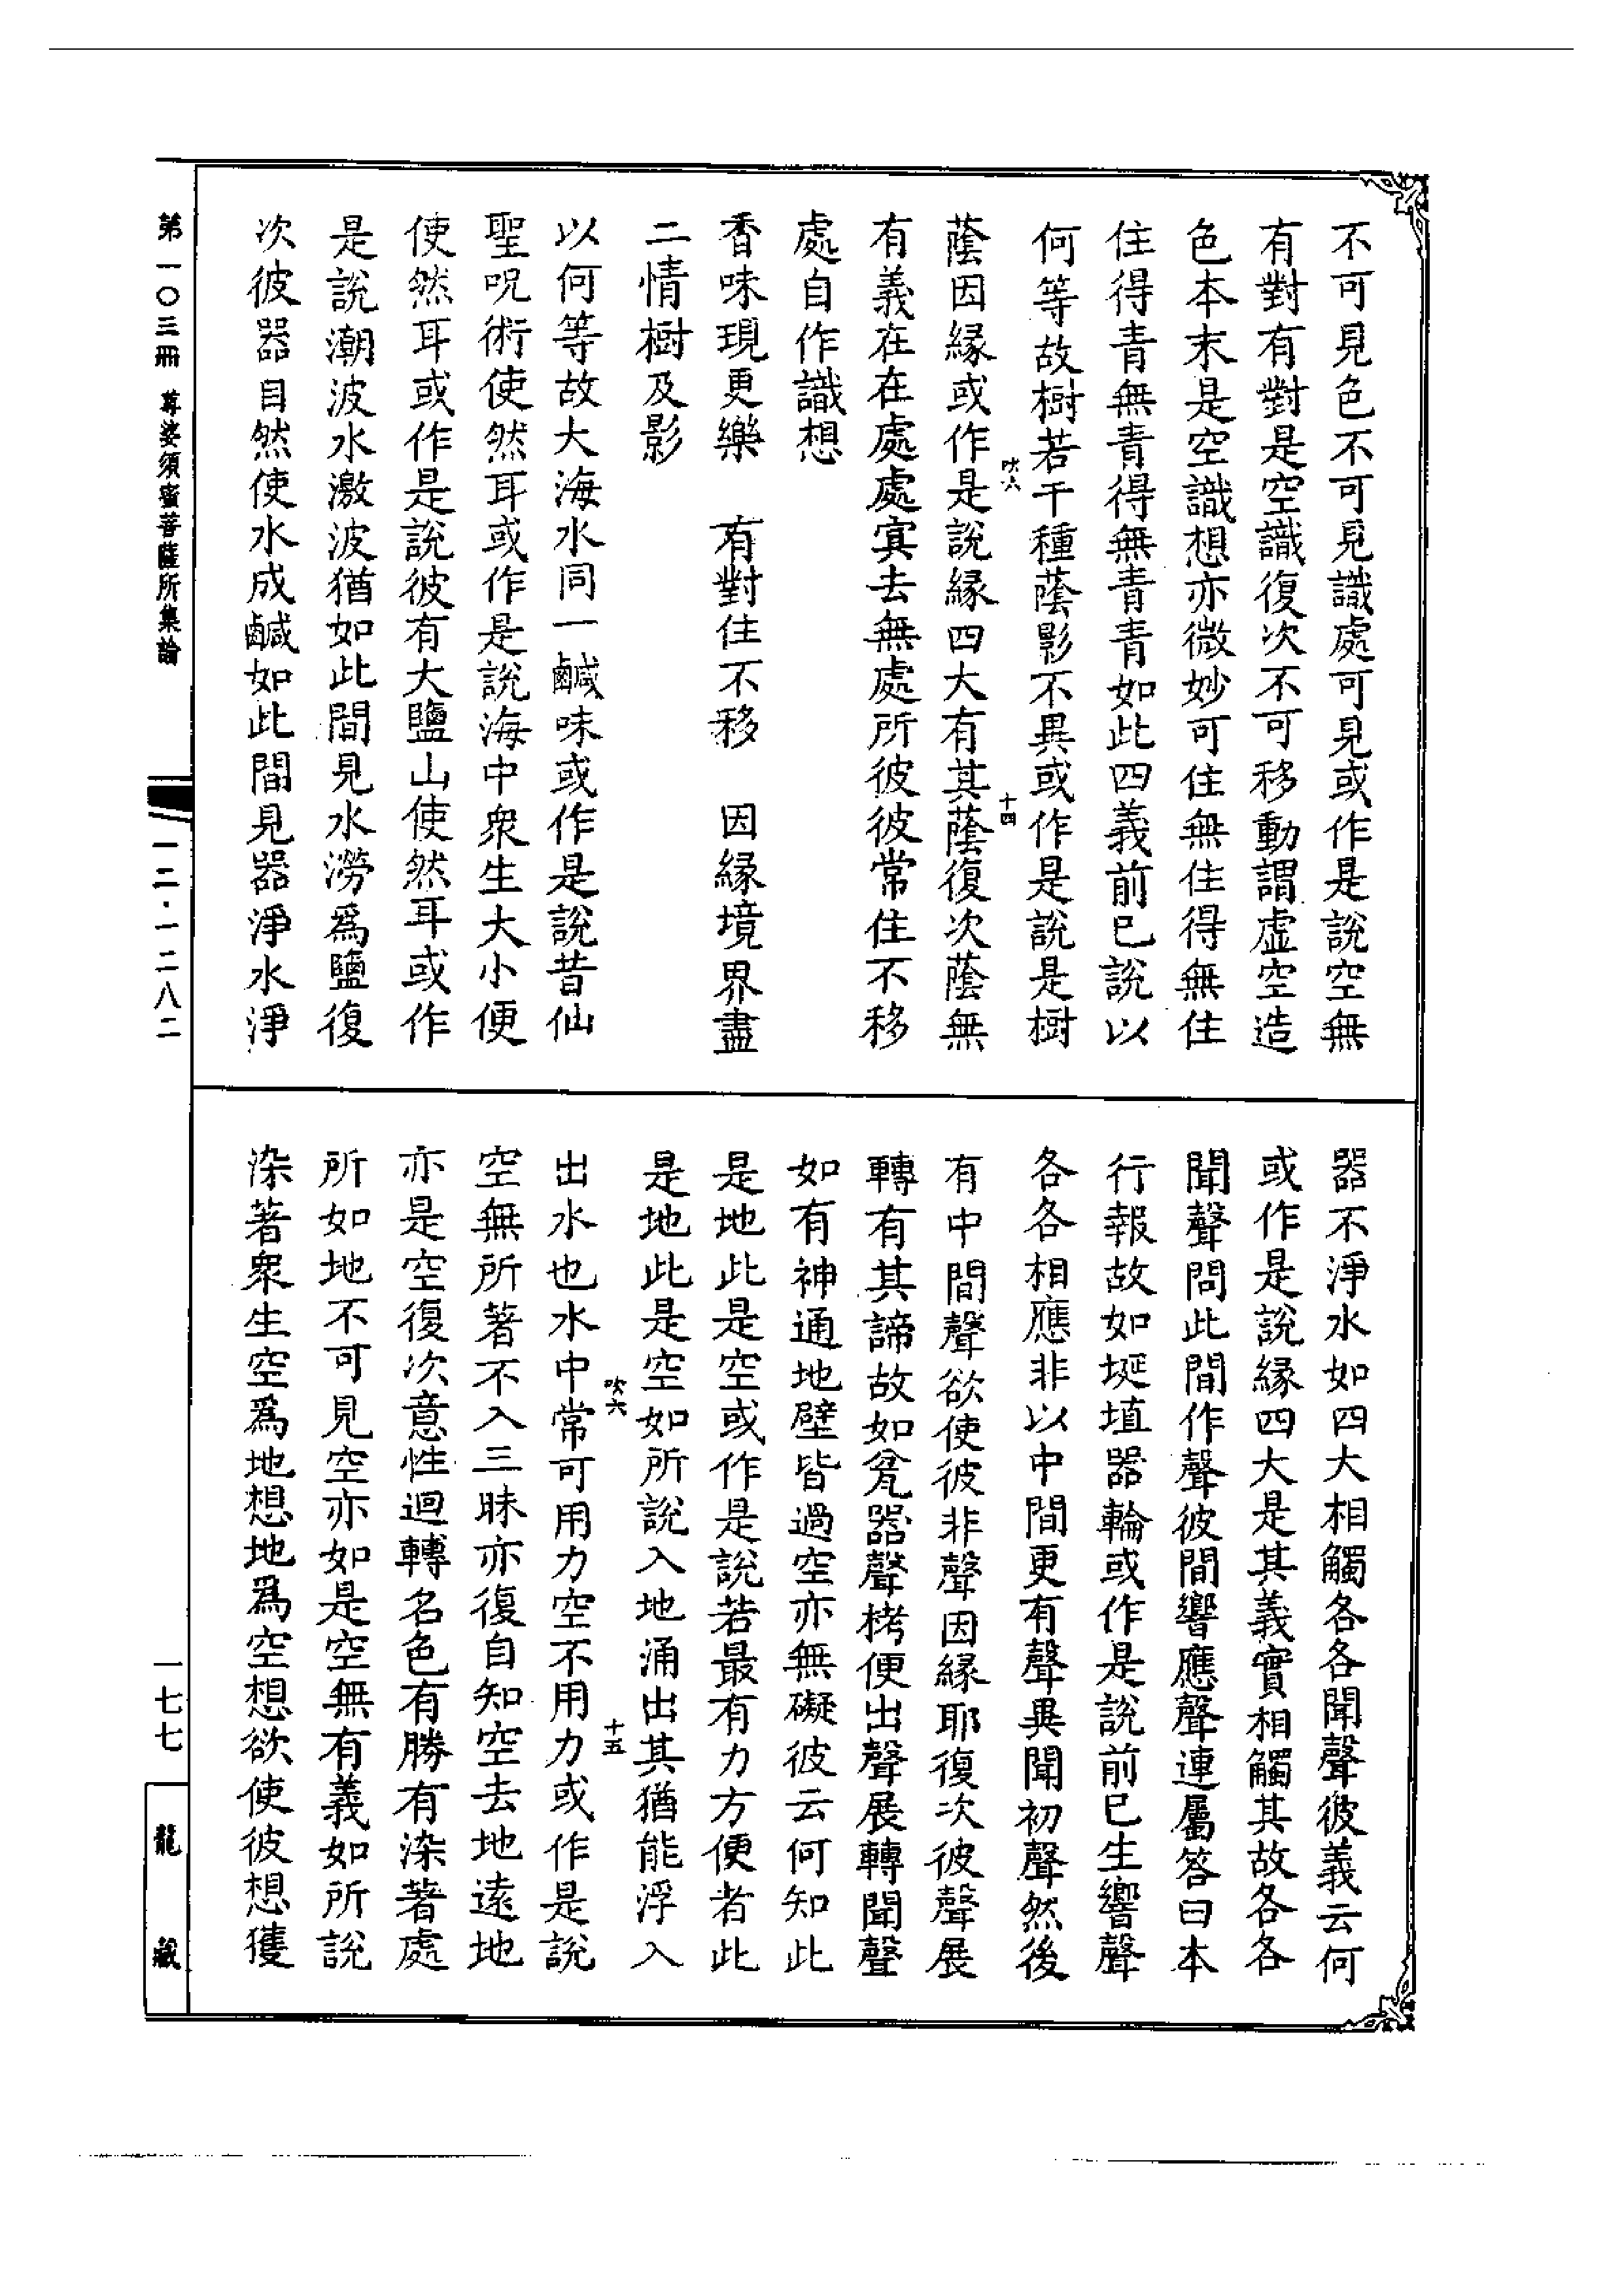 不可見色不可見識處可見或作是說空無
有對有對是空識復次不可移動謂虛空造
色本末是空識想亦微妙可住無住得無住
住得青無青得無青青如此四義前已說以
何等故樹若干種蔭影不異或作是說是樹
吹六
十四
蔭因緣或作是說緣四大有其蔭復次蔭無
有義在在處處寘去無處所彼彼常住不移
處自作識想
香味現更樂　有對住不移　因緣境界盡
二情樹及影
以何等故大海水同一鹹味或作是說昔仙
聖呪術使然耳或作是說海中衆生大小便
使然耳或作是說彼有大鹽山使然耳或作
是說潮波水激波猶如此間見水澇爲鹽復
次彼器自然使水成鹹如此間見器淨水淨
器不淨水如四大相觸各各聞聲彼義云何
或作是說緣四大是其義實相觸其故各各
聞聲問此間作聲彼間響應聲連屬答曰本
行報故如埏埴器輪或作是說前已生響聲
各各相應非以中間更有聲異聞初聲然後
有中間聲欲使彼非聲因緣耶復次彼聲展
轉有其諦故如瓮器聲栲便出聲展轉聞聲
如有神通地壁皆過空亦無礙彼云何知此
是地此是空或作是說若最有力方便者此
是地此是空如所說入地涌出其猶能浮入
吹六
十五
出水也水中常可用力空不用力或作是說
空無所著不入三昧亦復自知空去地遠地
亦是空復次意性迴轉名色有勝有染著處
所如地不可見空亦如是空無有義如所說
染著衆生空爲地想地爲空想欲使彼想獲
第一〇三冊　尊婆須蜜菩薩所集論
一二·一二八二
一七七
龍藏